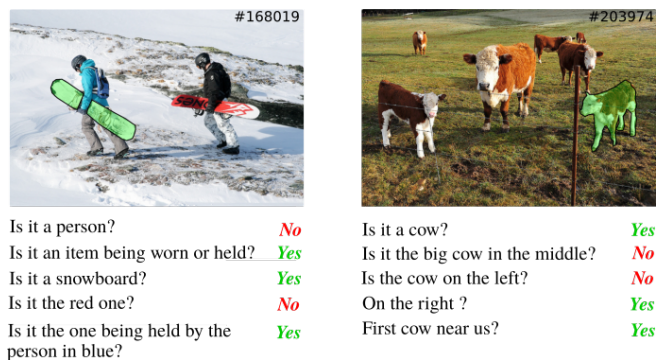 #168019
#203974
Is it a person? No
Is it an item being worn or held? Yes
Is it a snowboard? Yes
Is it the red one? No
Is it the one being held by the person in blue? Yes
Is it a cow? Yes
Is it the big cow in the middle? No
Is the cow on the left? No
On the right ? Yes
First cow near us? Yes